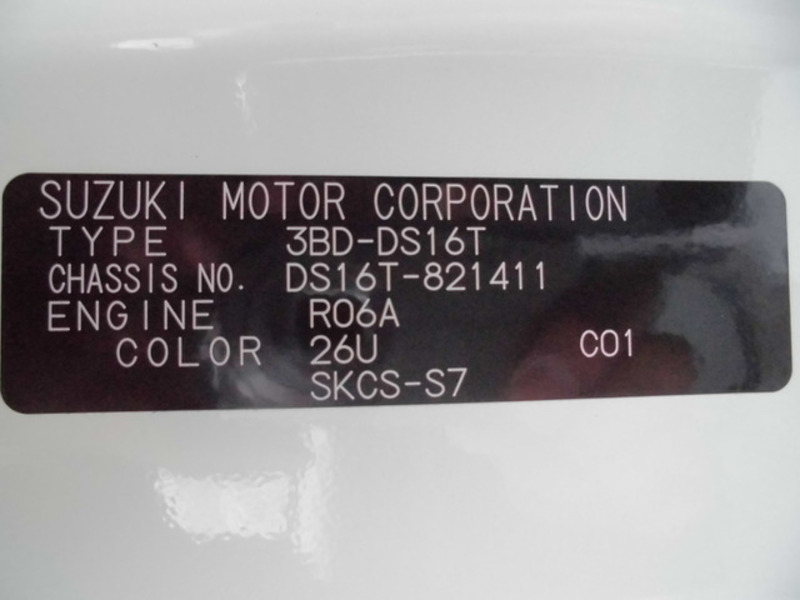 SUZUKI MOTOR CORPORATION
TYPE 3BD-DS16T
CHASSIS NO. DS16T-821411
ENGINE R06A
COLOR 26U C01
SKCS-S7